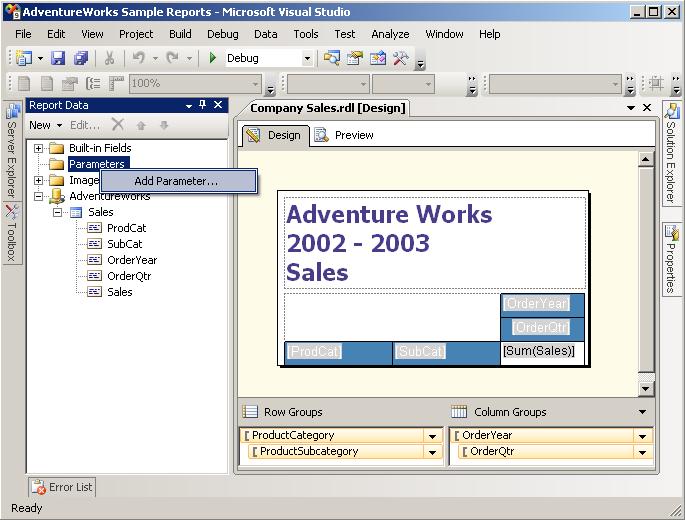 AdventureWorks Sample Reports - Microsoft Visual Studio
File Edit View Project Build Debug Data Tools Test Analyze Window Help
Debug
100%
Server Explorer
Toolbox
Report Data
New Edit...
Built-in Fields
Parameters
Add Parameter...
Image
AdventureWorks
Sales
ProdCat
SubCat
OrderYear
OrderQtr
Sales
Company Sales.rdl [Design]
Design Preview
Adventure Works
2002 - 2003
Sales
[OrderYear]
[OrderQtr]
[ProdCat] [SubCat] [Sum(Sales)]
Row Groups Column Groups
ProductCategory OrderYear
ProductSubcategory OrderQtr
Solution Explorer
Properties
Error List
Ready